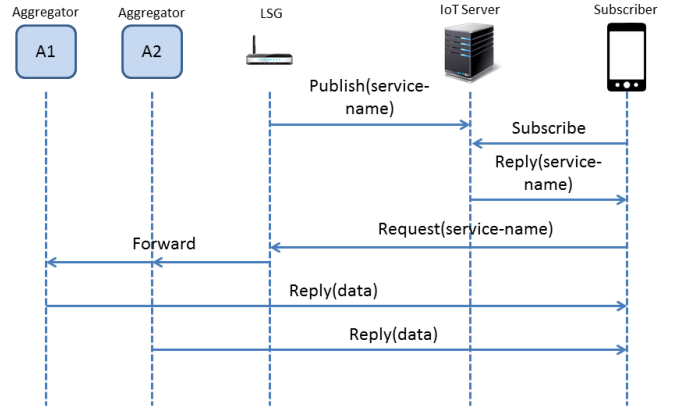 Aggregator
Aggregator
LSG
IoT Server
Subscriber
A1
A2
Publish(service-
name)
Subscribe
Reply(service-
name)
Request(service-name)
Forward
Reply(data)
Reply(data)